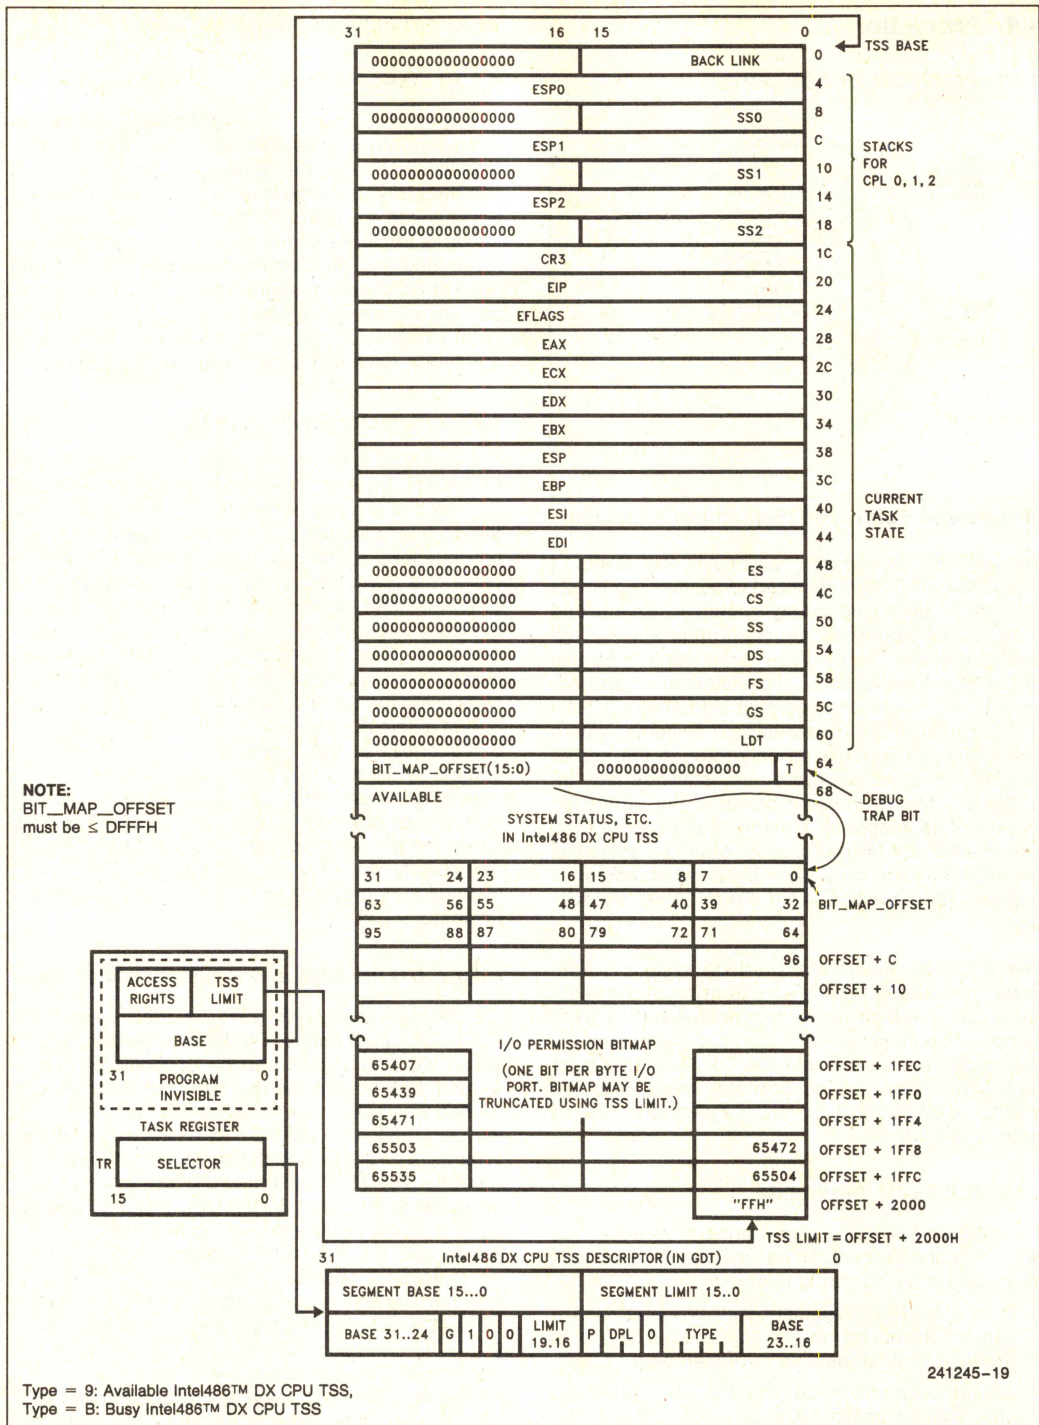 31 16 15 0
TSS BASE
0000000000000000 BACK LINK 0
ESP0 4
0000000000000000 SS0 8
ESP1 C
0000000000000000 SS1 10
ESP2 14
0000000000000000 SS2 18
STACKS
FOR
CPL 0, 1, 2
CR3 1C
EIP 20
EFLAGS 24
EAX 28
ECX 2C
EDX 30
EBX 34
ESP 38
EBP 3C
ESI 40
EDI 44
0000000000000000 ES 48
0000000000000000 CS 4C
0000000000000000 SS 50
0000000000000000 DS 54
0000000000000000 FS 58
0000000000000000 GS 5C
0000000000000000 LDT 60
CURRENT
TASK
STATE
BIT_MAP_OFFSET(15:0) 0000000000000000 T 64
AVAILABLE 68
DEBUG
TRAP BIT
NOTE:
BIT__MAP__OFFSET
must be ≤ DFFFH
SYSTEM STATUS, ETC.
IN Intel486 DX CPU TSS
31 24 23 16 15 8 7 0
63 56 55 48 47 40 39 32 BIT_MAP_OFFSET
95 88 87 80 79 72 71 64
96 OFFSET + C
OFFSET + 10
I/O PERMISSION BITMAP
(ONE BIT PER BYTE I/O
PORT. BITMAP MAY BE
TRUNCATED USING TSS LIMIT.)
65407 OFFSET + 1FEC
65439 OFFSET + 1FF0
65471 OFFSET + 1FF4
65503 65472 OFFSET + 1FF8
65535 65504 OFFSET + 1FFC
"FFH" OFFSET + 2000
TSS LIMIT = OFFSET + 2000H
ACCESS
RIGHTS
TSS
LIMIT
BASE
31 0
PROGRAM
INVISIBLE
TASK REGISTER
TR SELECTOR
15 0
31 Intel486 DX CPU TSS DESCRIPTOR (IN GDT) 0
SEGMENT BASE 15...0 SEGMENT LIMIT 15..0
BASE 31..24 G 1 0 0 LIMIT
19.16 P DPL 0 TYPE BASE
23..16
241245–19
Type = 9: Available Intel486™ DX CPU TSS,
Type = B: Busy Intel486™ DX CPU TSS